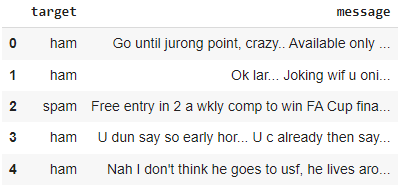 target message
0 ham Go until jurong point, crazy.. Available only ...
1 ham Ok lar... Joking wif u oni...
2 spam Free entry in 2 a wkly comp to win FA Cup fina...
3 ham U dun say so early hor... U c already then say...
4 ham Nah I don't think he goes to usf, he lives aro...